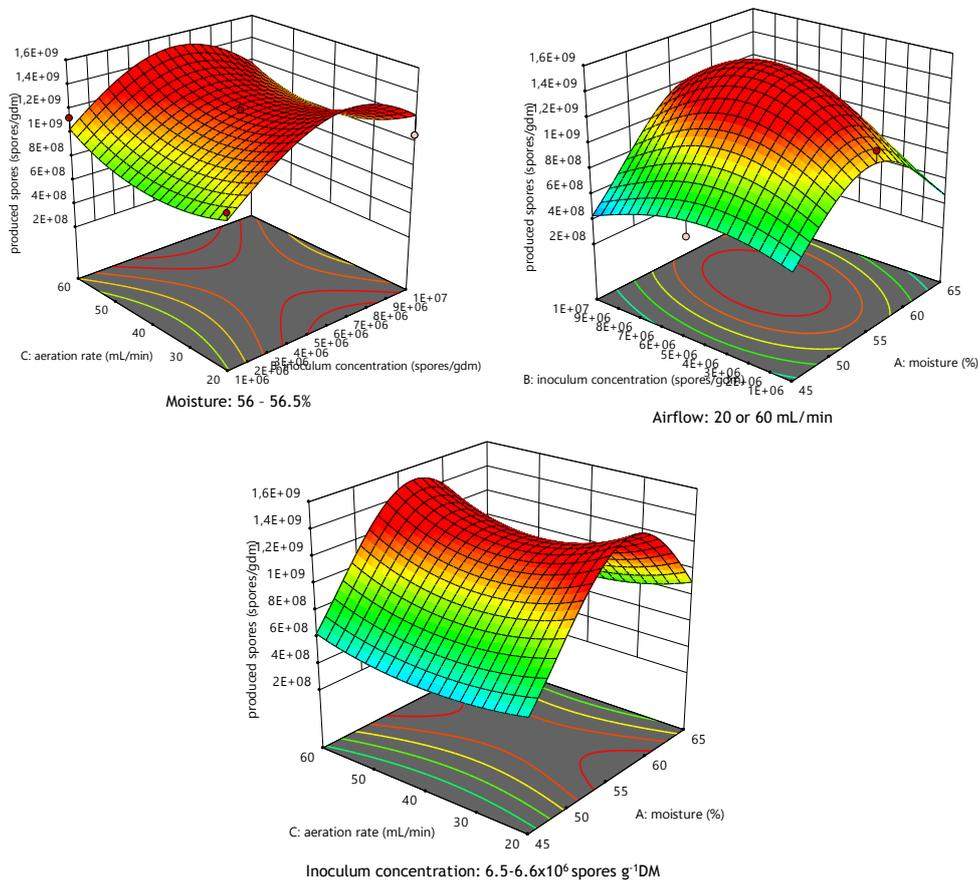 produced spores (spores/gdm)
1,6E+09
1,4E+09
1,2E+09
1E+09
8E+08
6E+08
4E+08
2E+08
60
50
40
30
20
C: aeration rate (mL/min)
1E+06
2E+06
3E+06
4E+06
5E+06
6E+06
7E+06
8E+06
9E+06
1E+07
B: inoculum concentration (spores/gdm)
Moisture: 56 – 56.5%
produced spores (spores/gdm)
1,6E+09
1,4E+09
1,2E+09
1E+09
8E+08
6E+08
4E+08
2E+08
1E+07
9E+06
8E+06
7E+06
6E+06
5E+06
4E+06
3E+06
2E+06
1E+06
B: inoculum concentration (spores/gdm)
45
50
55
60
65
A: moisture (%)
Airflow: 20 or 60 mL/min
produced spores (spores/gdm)
1,6E+09
1,4E+09
1,2E+09
1E+09
8E+08
6E+08
4E+08
2E+08
60
50
40
30
20
C: aeration rate (mL/min)
45
50
55
60
65
A: moisture (%)
Inoculum concentration: 6.5-6.6x10⁶ spores g⁻¹DM